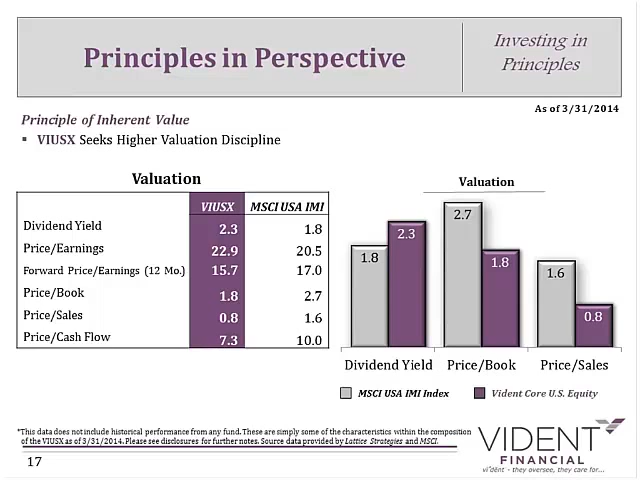 Principles in Perspective
Investing in
Principles
As of 3/31/2014
Principle of Inherent Value
▪ VIUSX Seeks Higher Valuation Discipline
Valuation
VIUSX MSCI USA IMI
Dividend Yield 2.3 1.8
Price/Earnings 22.9 20.5
Forward Price/Earnings (12 Mo.) 15.7 17.0
Price/Book 1.8 2.7
Price/Sales 0.8 1.6
Price/Cash Flow 7.3 10.0
Valuation
1.8 2.3 2.7 1.8 1.6 0.8
Dividend Yield Price/Book Price/Sales
MSCI USA IMI Index Vident Core U.S. Equity
*This data does not include historical performance from any fund. These are simply some of the characteristics within the composition
of the VIUSX as of 3/31/2014. Please see disclosures for further notes. Source data provided by Lattice Strategies and MSCI.
VIDENT
FINANCIAL
vi'dĕnt - they oversee, they care for...
17